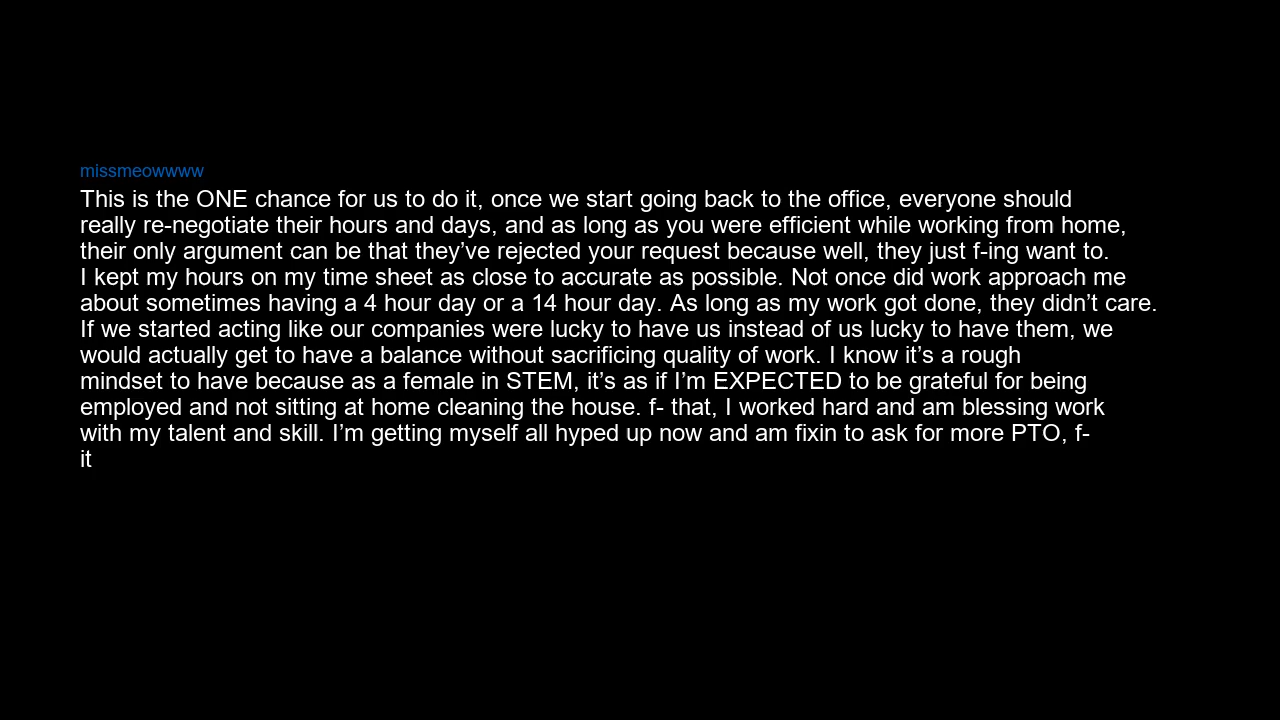 missmeowwww
This is the ONE chance for us to do it, once we start going back to the office, everyone should
really re-negotiate their hours and days, and as long as you were efficient while working from home,
their only argument can be that they’ve rejected your request because well, they just f-ing want to.
I kept my hours on my time sheet as close to accurate as possible. Not once did work approach me
about sometimes having a 4 hour day or a 14 hour day. As long as my work got done, they didn’t care.
If we started acting like our companies were lucky to have us instead of us lucky to have them, we
would actually get to have a balance without sacrificing quality of work. I know it’s a rough
mindset to have because as a female in STEM, it’s as if I’m EXPECTED to be grateful for being
employed and not sitting at home cleaning the house. f- that, I worked hard and am blessing work
with my talent and skill. I’m getting myself all hyped up now and am fixin to ask for more PTO, f-
it